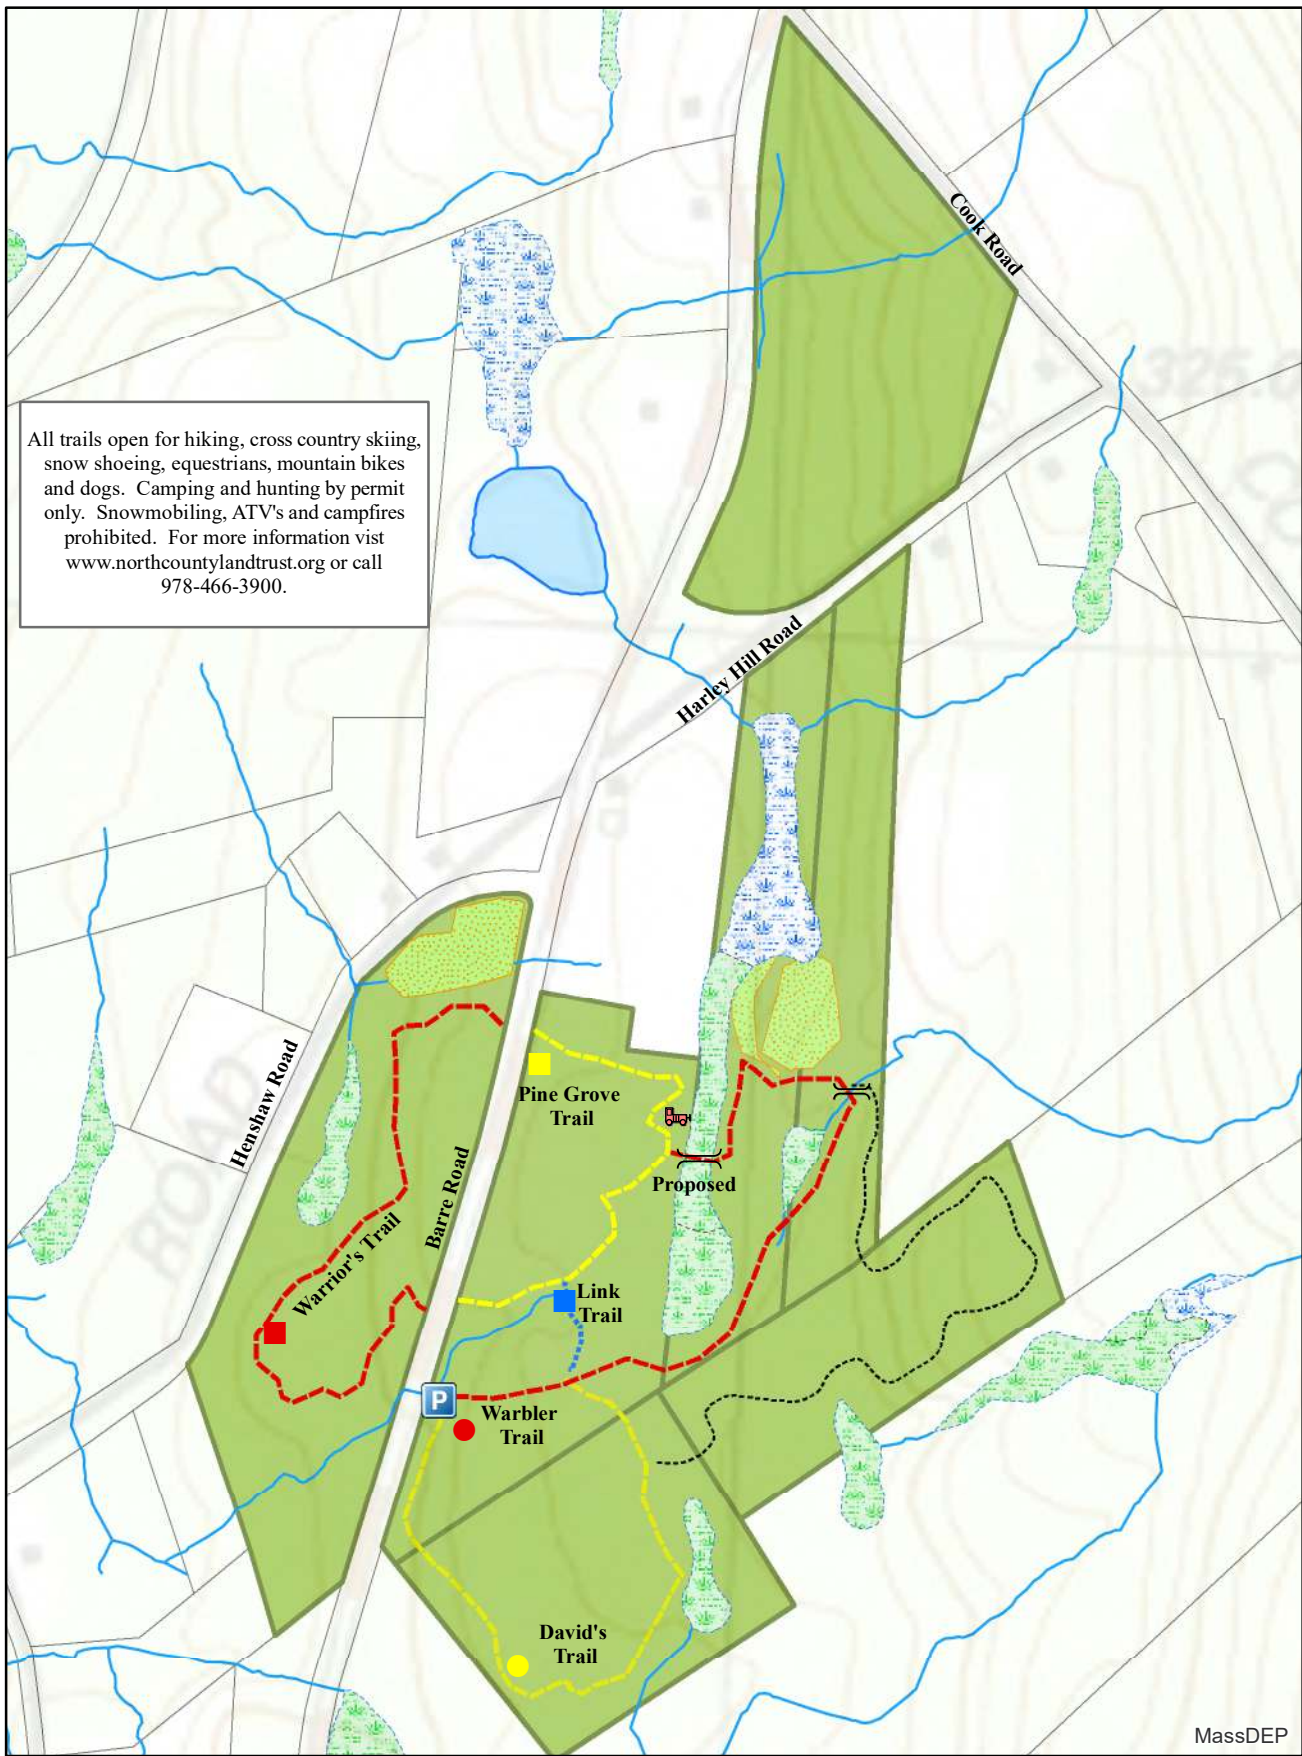 Cook Road
325.0
All trails open for hiking, cross country skiing,
snow shoeing, equestrians, mountain bikes
and dogs.  Camping and hunting by permit
only.  Snowmobiling, ATV's and campfires
prohibited.  For more information vist
www.northcountylandtrust.org or call
978-466-3900.
Harley Hill Road
Henshaw Road
ROAD
Barre Road
Pine Grove
Trail
Proposed
Warrior's Trail
Link
Trail
P
Warbler
Trail
David's
Trail
MassDEP